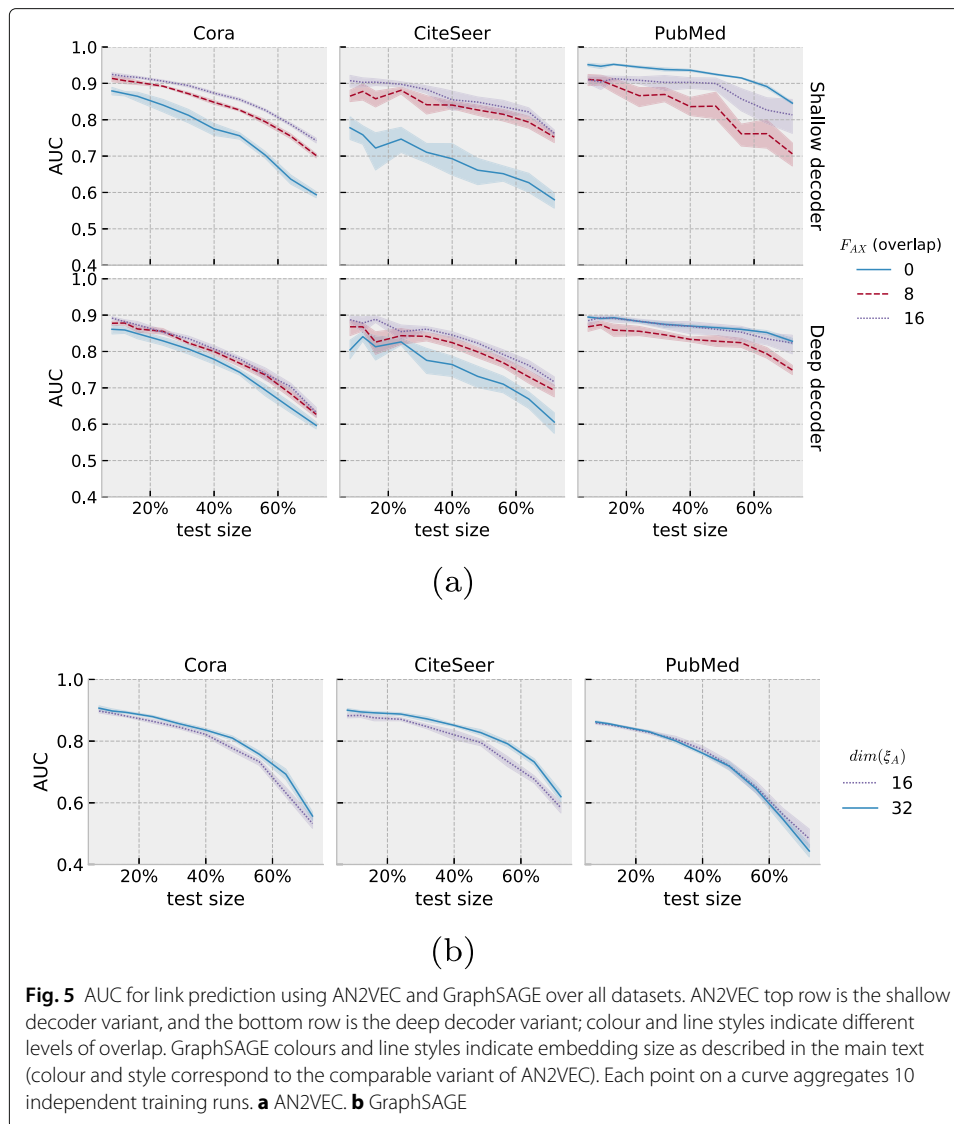 Cora CiteSeer PubMed
1.0
0.9
0.8
0.7
0.6
0.5
0.4
AUC
Shallow decoder
0.9
0.8
0.7
0.6
0.5
0.4
AUC
Deep decoder
20% 40% 60% 20% 40% 60% 20% 40% 60%
test size test size test size
F_AX (overlap)
0
8
16
(a)
Cora CiteSeer PubMed
1.0
0.8
0.6
0.4
AUC
20% 40% 60% 20% 40% 60% 20% 40% 60%
test size test size test size
dim(ξ_A)
16
32
(b)
Fig. 5 AUC for link prediction using AN2VEC and GraphSAGE over all datasets. AN2VEC top row is the shallow
decoder variant, and the bottom row is the deep decoder variant; colour and line styles indicate different
levels of overlap. GraphSAGE colours and line styles indicate embedding size as described in the main text
(colour and style correspond to the comparable variant of AN2VEC). Each point on a curve aggregates 10
independent training runs. a AN2VEC. b GraphSAGE